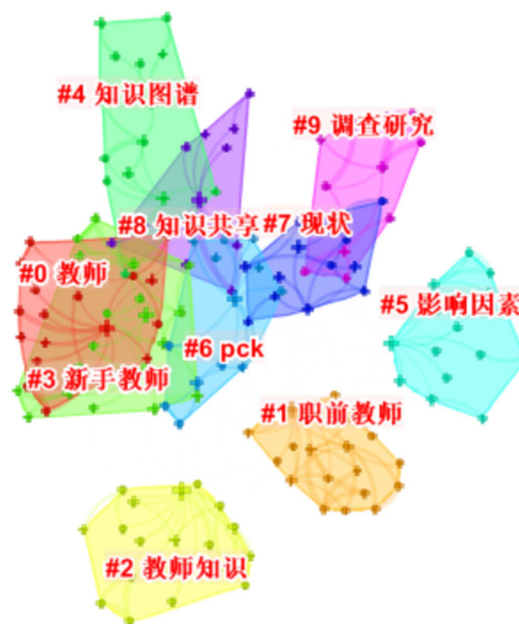 #4 知识图谱
#9 调查研究
#8 知识共享
#7 现状
#0 教师
#5 影响因素
#6 pck
#3 新手教师
#1 职前教师
#2 教师知识